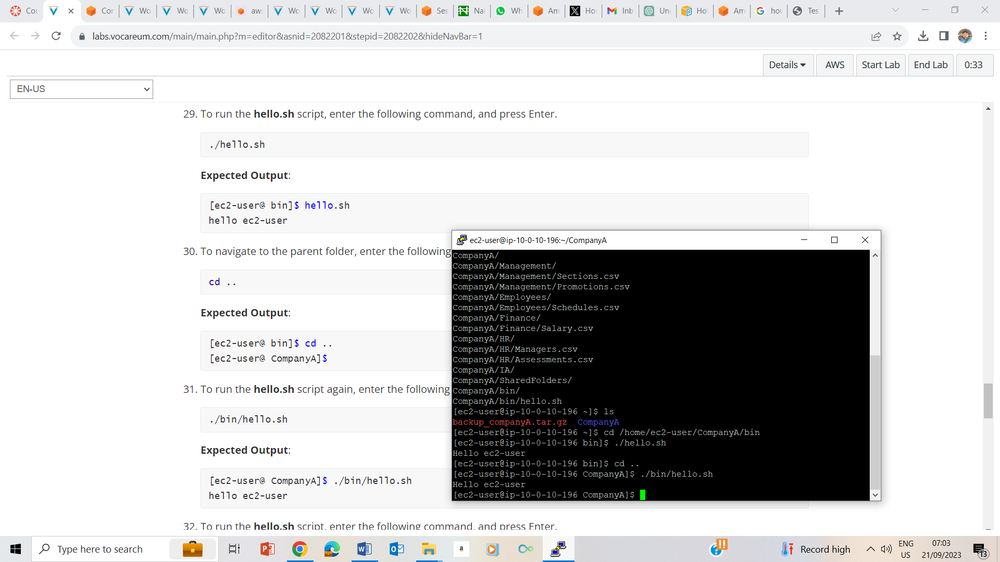 Cou
Cor
Wo
Wo
Wo
aws
Wo
Wo
Wo
Wo
Ses
Nai
Wh
Am
Ho
Inb
Un
Ho
Am
ho
Tes
labs.vocareum.com/main/main.php?m=editor&asnid=2082201&stepid=2082202&hideNavBar=1
Details
AWS
Start Lab
End Lab
0:33
EN-US
29. To run the hello.sh script, enter the following command, and press Enter.
./hello.sh
Expected Output:
[ec2-user@ bin]$ hello.sh
hello ec2-user
30. To navigate to the parent folder, enter the following
cd ..
Expected Output:
[ec2-user@ bin]$ cd ..
[ec2-user@ CompanyA]$
31. To run the hello.sh script again, enter the following
./bin/hello.sh
Expected Output:
[ec2-user@ CompanyA]$ ./bin/hello.sh
hello ec2-user
32. To run the hello.sh script, enter the following command, and press Enter.
ec2-user@ip-10-0-10-196:~/CompanyA
CompanyA/
CompanyA/Management/
CompanyA/Management/Sections.csv
CompanyA/Management/Promotions.csv
CompanyA/Employees/
CompanyA/Employees/Schedules.csv
CompanyA/Finance/
CompanyA/Finance/Salary.csv
CompanyA/HR/
CompanyA/HR/Managers.csv
CompanyA/HR/Assessments.csv
CompanyA/IA/
CompanyA/SharedFolders/
CompanyA/bin/
CompanyA/bin/hello.sh
[ec2-user@ip-10-0-10-196 ~]$ ls
backup_companyA.tar.gz  CompanyA
[ec2-user@ip-10-0-10-196 ~]$ cd /home/ec2-user/CompanyA/bin
[ec2-user@ip-10-0-10-196 bin]$ ./hello.sh
Hello ec2-user
[ec2-user@ip-10-0-10-196 bin]$ cd ..
[ec2-user@ip-10-0-10-196 CompanyA]$ ./bin/hello.sh
Hello ec2-user
[ec2-user@ip-10-0-10-196 CompanyA]$
Type here to search
a
Record high
ENG
US
07:03
21/09/2023
13